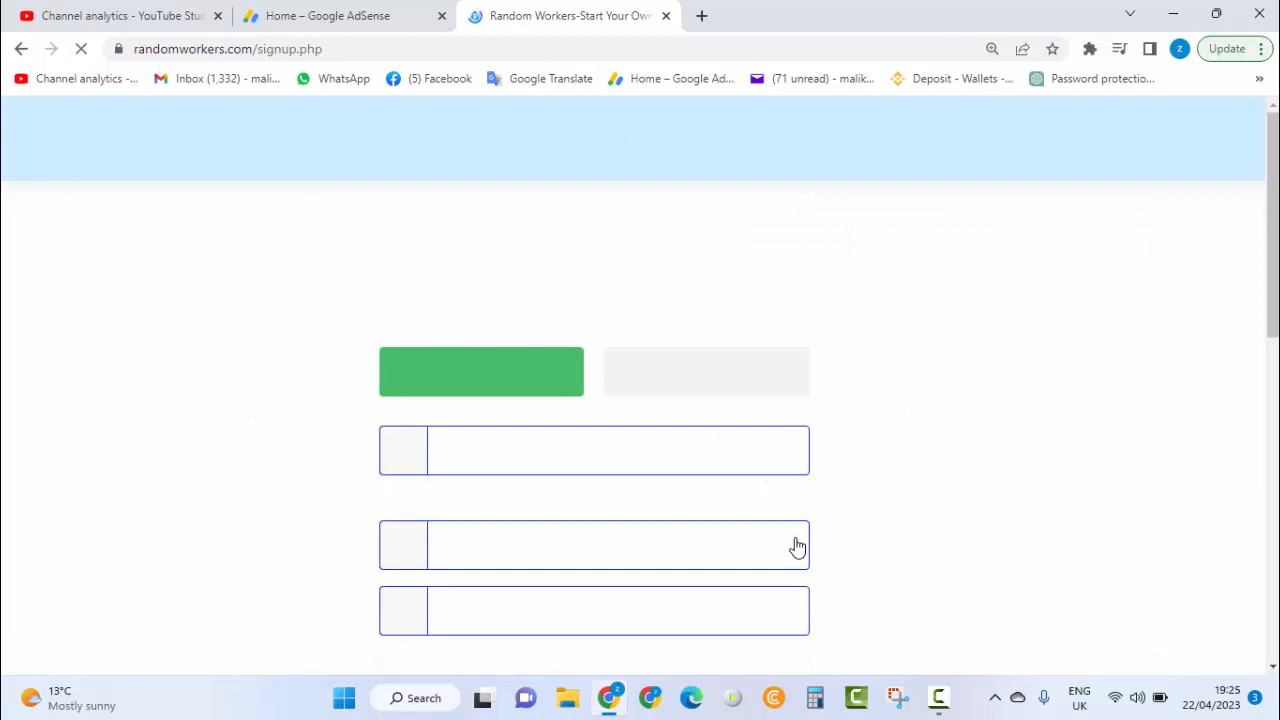 Channel analytics - YouTube Stu
Home – Google AdSense
Random Workers-Start Your Own
randomworkers.com/signup.php
z
Update
Channel analytics -...
Inbox (1,332) - mali...
WhatsApp
(5) Facebook
Google Translate
Home – Google Ad...
(71 unread) - malik...
Deposit - Wallets -...
Password protectio...
»
13°C
Mostly sunny
Search
z
C
C
C
ENG
UK
19:25
22/04/2023
3